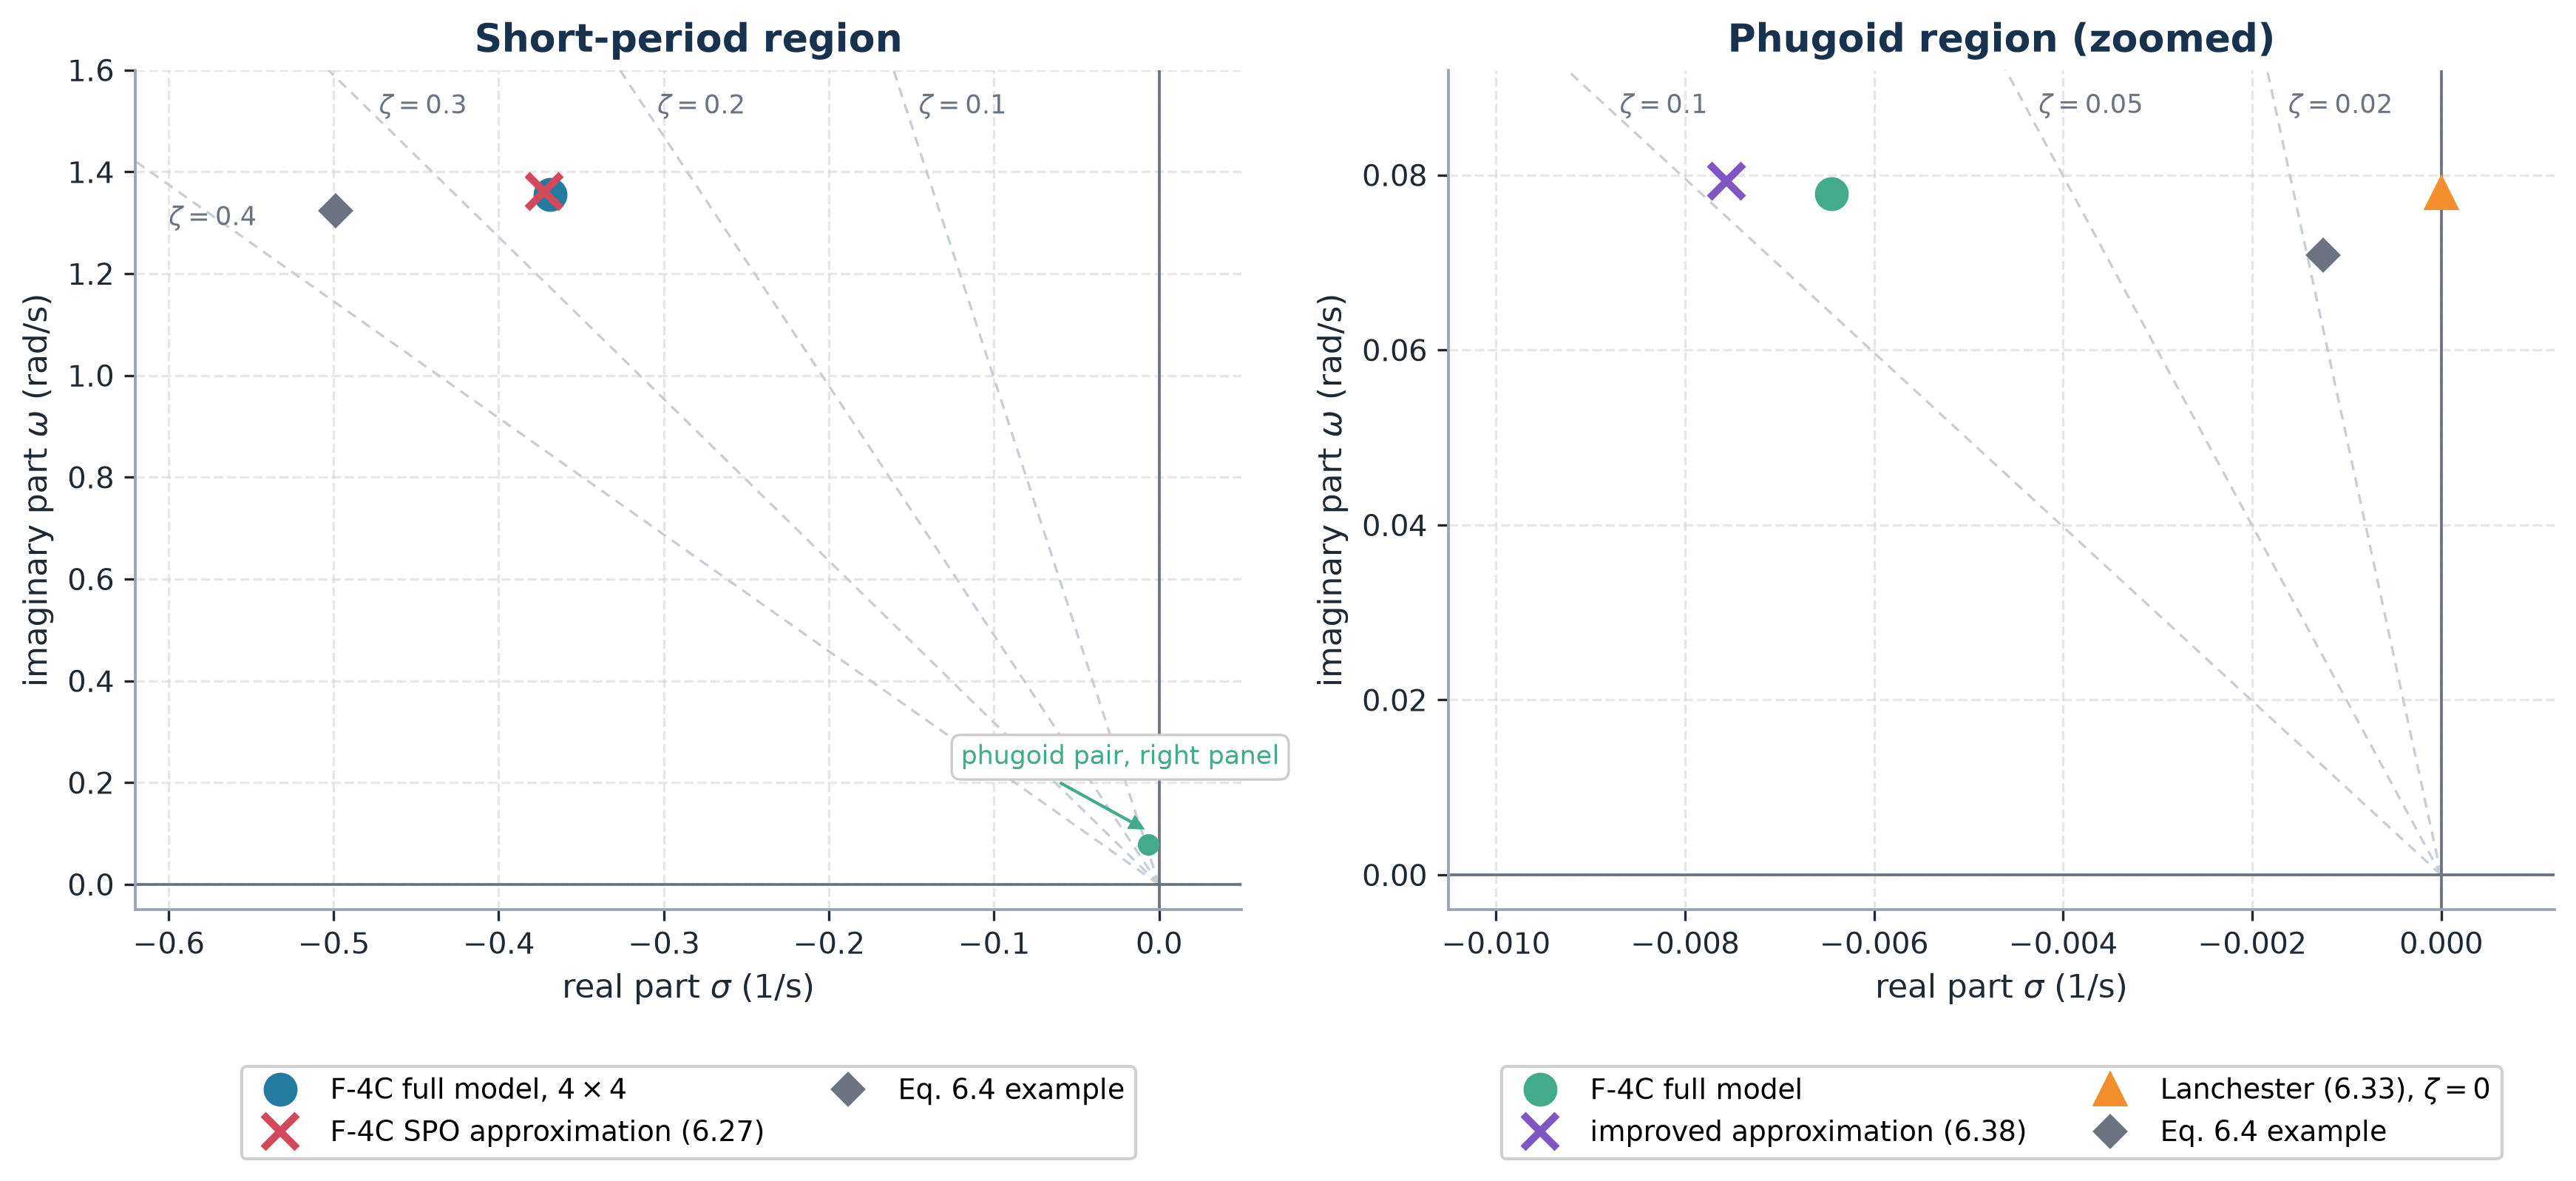 Short-period region
1.6
1.4
1.2
1.0
0.8
0.6
0.4
0.2
0.0
imaginary part ω (rad/s)
ζ = 0.3
ζ = 0.2
ζ = 0.1
ζ = 0.4
phugoid pair, right panel
−0.6 −0.5 −0.4 −0.3 −0.2 −0.1 0.0
real part σ (1/s)
F-4C full model, 4 × 4
F-4C SPO approximation (6.27)
Eq. 6.4 example
Phugoid region (zoomed)
0.08
0.06
0.04
0.02
0.00
imaginary part ω (rad/s)
ζ = 0.1
ζ = 0.05
ζ = 0.02
−0.010 −0.008 −0.006 −0.004 −0.002 0.000
real part σ (1/s)
F-4C full model
improved approximation (6.38)
Lanchester (6.33), ζ = 0
Eq. 6.4 example